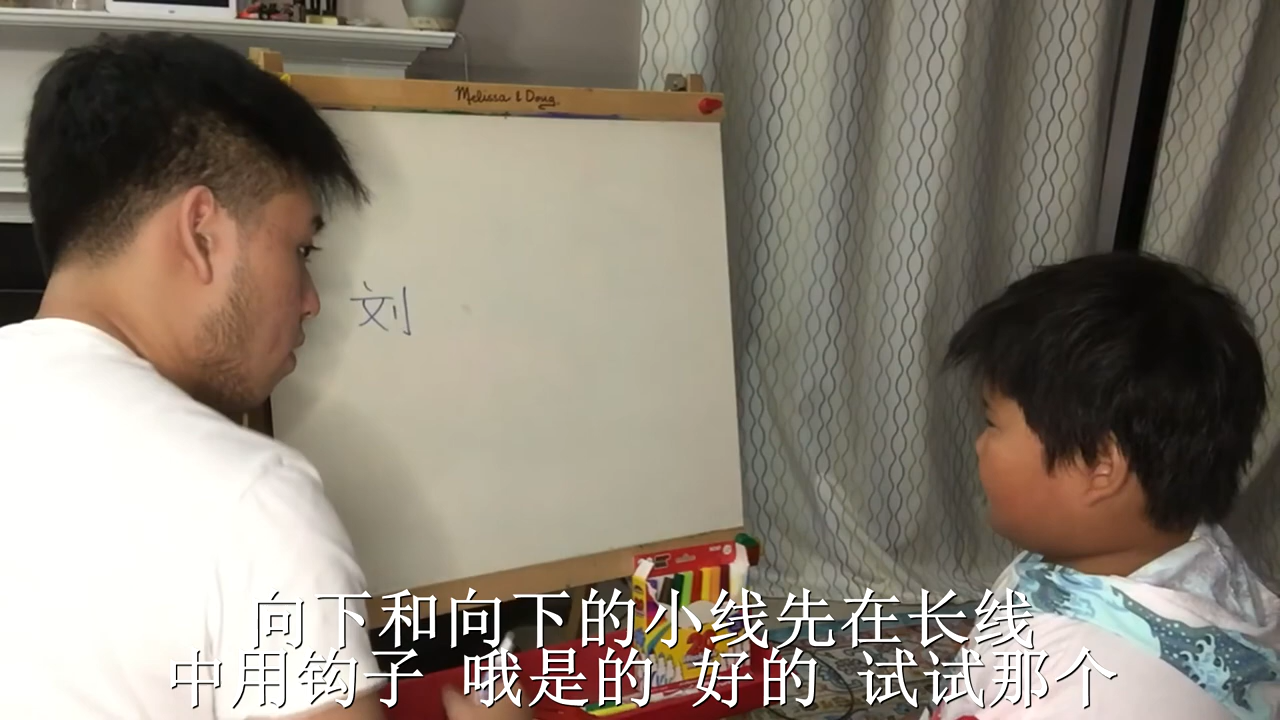 Melissa & Doug
刘
向下和向下的小线先在长线
中用钩子 哦是的 好的 试试那个